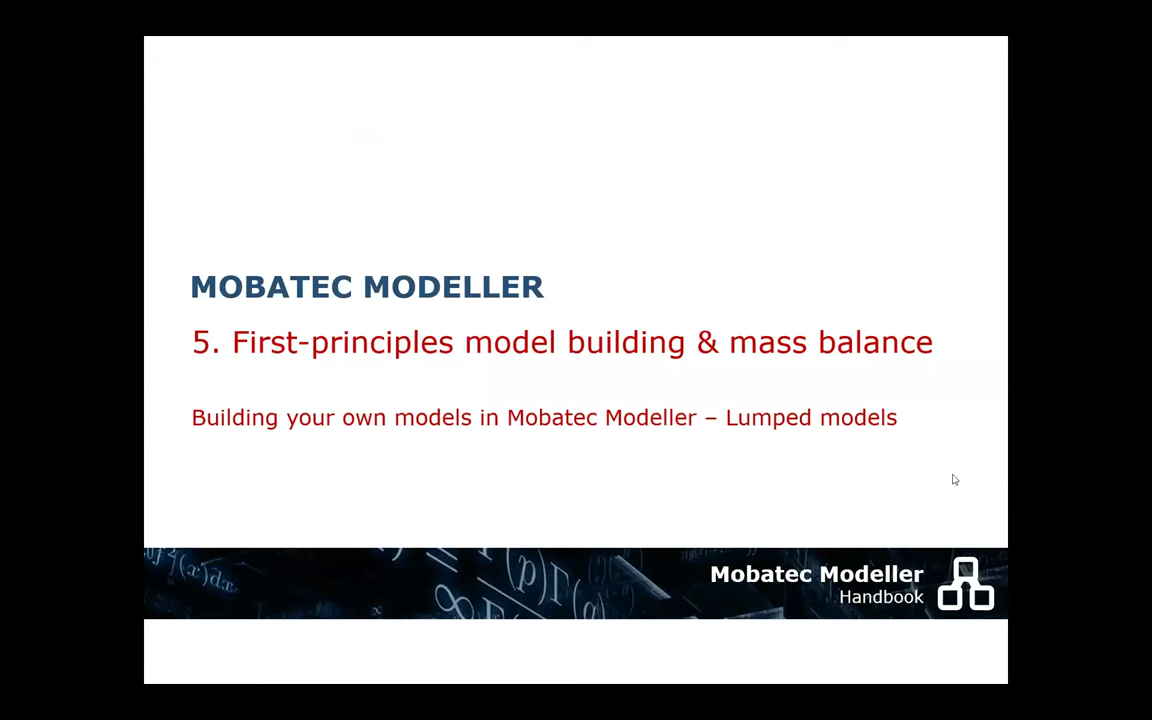 MOBATEC MODELLER
5. First-principles model building & mass balance
Building your own models in Mobatec Modeller – Lumped models
Mobatec Modeller
Handbook